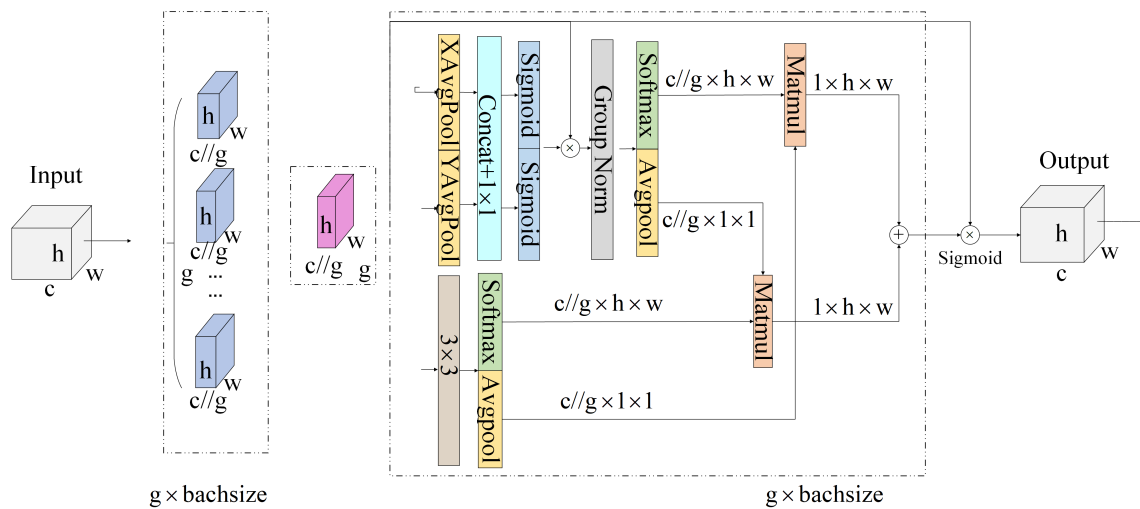 Input
h
w
c
h
w
c//g
h
w
c//g
g
...
...
h
w
c//g
g × bachsize
h
w
c//g
g
XAvgPool
YAvgPool
Concat+1×1
Sigmoid
Sigmoid
×
Group Norm
Softmax
Avgpool
c//g×h×w
c//g×1×1
Matmul
1×h×w
3×3
Softmax
Avgpool
c//g×h×w
c//g×1×1
Matmul
1×h×w
+
×
Sigmoid
g × bachsize
Output
h
w
c